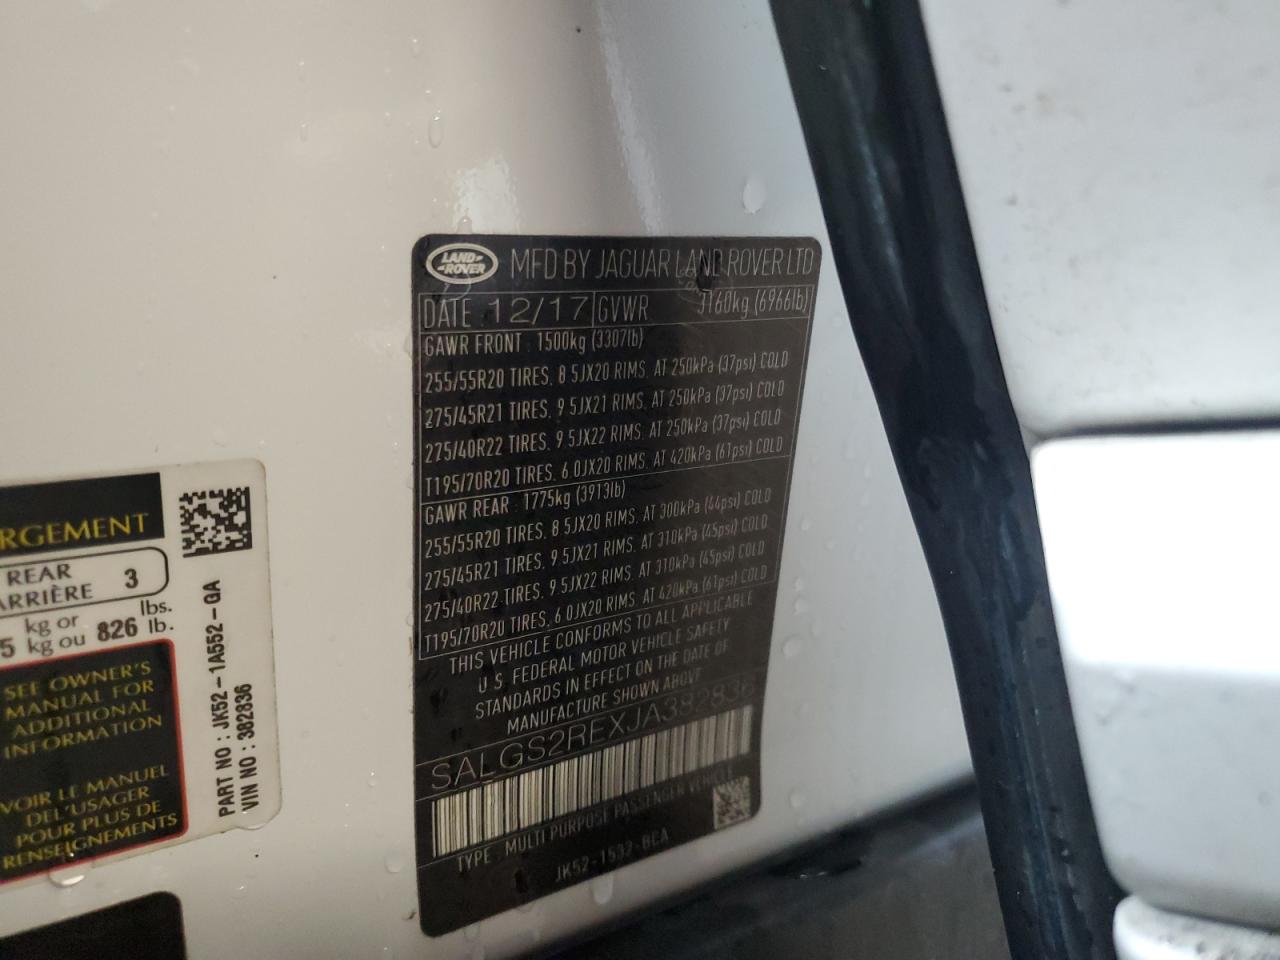 RGEMENT
REAR 3
ARRIÈRE
kg or lbs.
5 kg ou 826 lb.
SEE OWNER'S
MANUAL FOR
ADDITIONAL
INFORMATION
VOIR LE MANUEL
DE L'USAGER
POUR PLUS DE
RENSEIGNEMENTS
PART NO : JK52-1A552-GA
VIN NO : 382836
LAND-
-ROVER
MFD BY JAGUAR LAND ROVER LTD
DATE : 12/17 GVWR 3160kg (6966lb)
GAWR FRONT : 1500kg (3307lb)
255/55R20 TIRES, 8.5JX20 RIMS, AT 250kPa (37psi) COLD
275/45R21 TIRES, 9.5JX21 RIMS, AT 250kPa (37psi) COLD
275/40R22 TIRES, 9.5JX22 RIMS, AT 250kPa (37psi) COLD
T195/70R20 TIRES, 6.0JX20 RIMS, AT 420kPa (61psi) COLD
GAWR REAR : 1775kg (3913lb)
255/55R20 TIRES, 8.5JX20 RIMS, AT 300kPa (44psi) COLD
275/45R21 TIRES, 9.5JX21 RIMS, AT 310kPa (45psi) COLD
275/40R22 TIRES, 9.5JX22 RIMS, AT 310kPa (45psi) COLD
T195/70R20 TIRES, 6.0JX20 RIMS, AT 420kPa (61psi) COLD
THIS VEHICLE CONFORMS TO ALL APPLICABLE
U.S. FEDERAL MOTOR VEHICLE SAFETY
STANDARDS IN EFFECT ON THE DATE OF
MANUFACTURE SHOWN ABOVE
SALGS2REXJA382836
TYPE : MULTI PURPOSE PASSENGER VEHICLE
JK52-1532-BCA